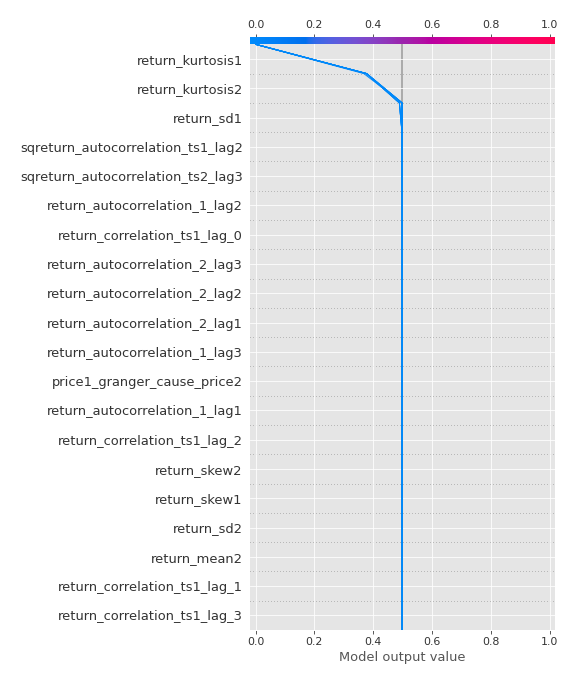 0.0 0.2 0.4 0.6 0.8 1.0
return_kurtosis1
return_kurtosis2
return_sd1
sqreturn_autocorrelation_ts1_lag2
sqreturn_autocorrelation_ts2_lag3
return_autocorrelation_1_lag2
return_correlation_ts1_lag_0
return_autocorrelation_2_lag3
return_autocorrelation_2_lag2
return_autocorrelation_2_lag1
return_autocorrelation_1_lag3
price1_granger_cause_price2
return_autocorrelation_1_lag1
return_correlation_ts1_lag_2
return_skew2
return_skew1
return_sd2
return_mean2
return_correlation_ts1_lag_1
return_correlation_ts1_lag_3
0.0 0.2 0.4 0.6 0.8 1.0
Model output value